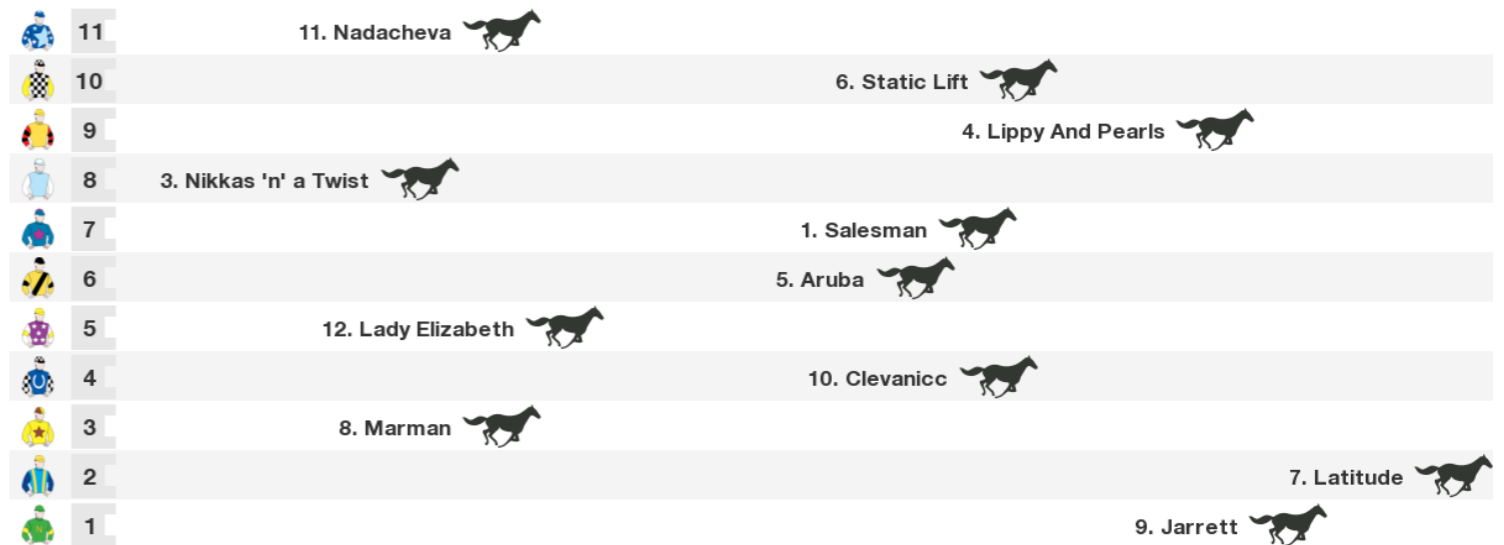 11 11. Nadacheva
10 6. Static Lift
9 4. Lippy And Pearls
8 3. Nikkas 'n' a Twist
7 1. Salesman
6 5. Aruba
5 12. Lady Elizabeth
4 10. Clevanicc
3 8. Marman
2 7. Latitude
1 9. Jarrett